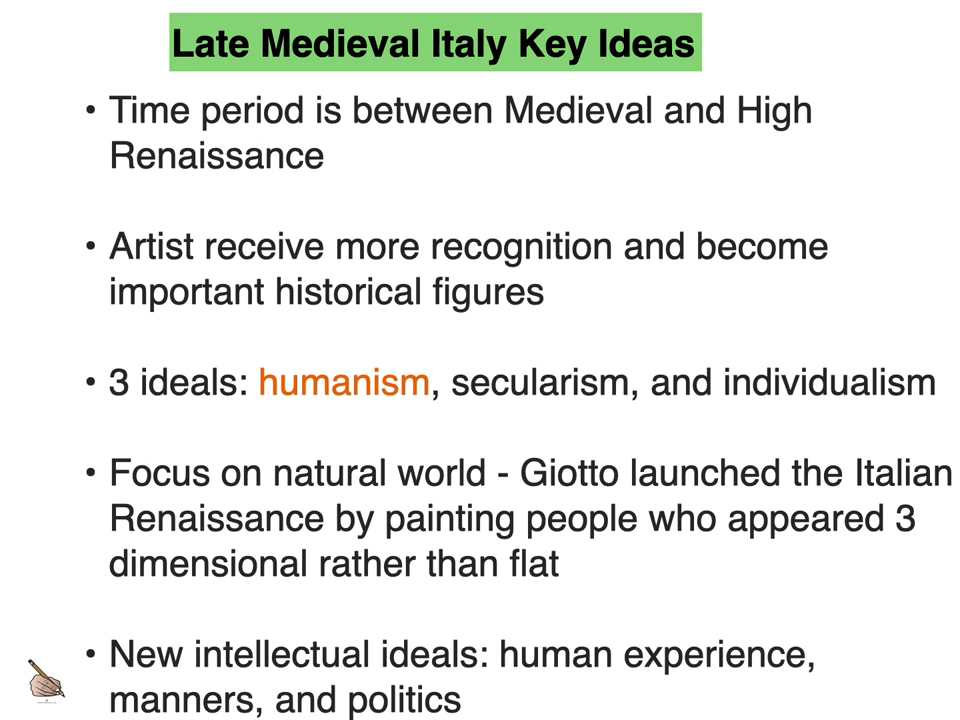 Late Medieval Italy Key Ideas
• Time period is between Medieval and High
Renaissance
• Artist receive more recognition and become
important historical figures
• 3 ideals: humanism, secularism, and individualism
• Focus on natural world - Giotto launched the Italian
Renaissance by painting people who appeared 3
dimensional rather than flat
• New intellectual ideals: human experience,
manners, and politics